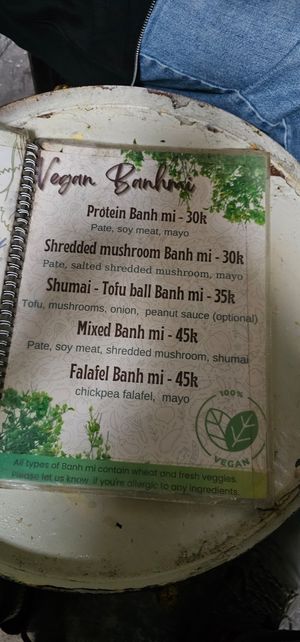 Vegan Banhmi
Protein Banh mi - 30k
Pate, soy meat, mayo
Shredded mushroom Banh mi - 30k
Pate, salted shredded mushroom, mayo
Shumai - Tofu ball Banh mi - 35k
Tofu, mushrooms, onion, peanut sauce (optional)
Mixed Banh mi - 45k
Pate, soy meat, shredded mushroom, shumai
Falafel Banh mi - 45k
chickpea falafel, mayo
100%
VEGAN
All types of Banh mi contain wheat and fresh veggies.
Please let us know if you're allergic to any ingredients.